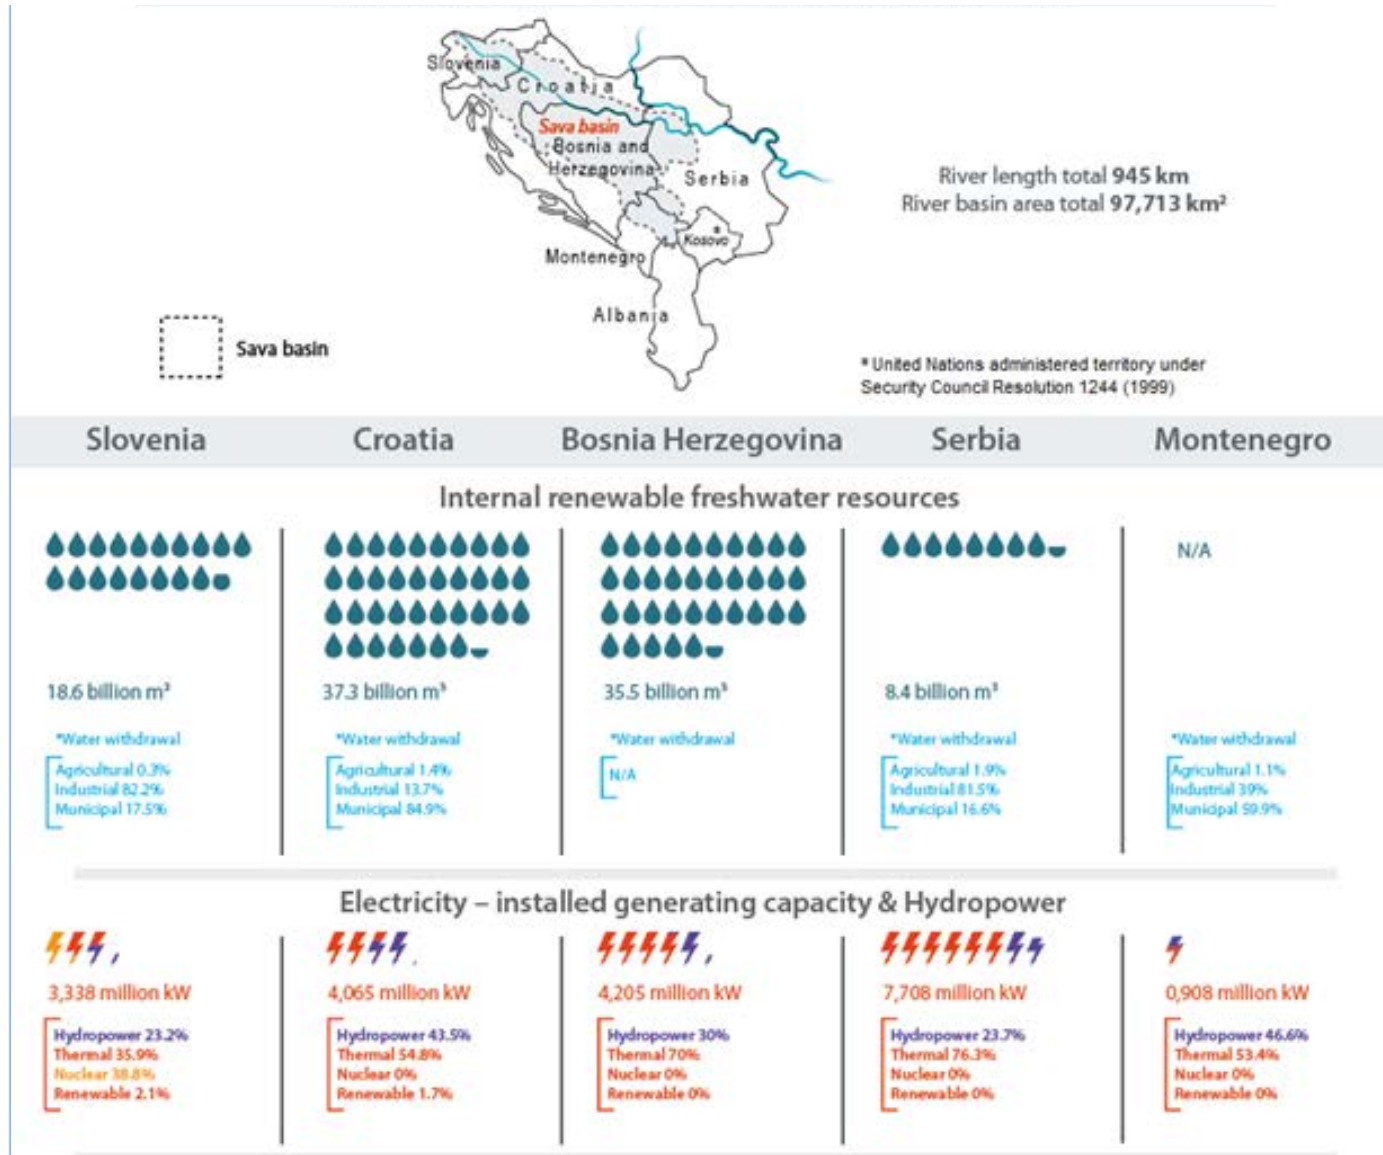 Slovenia
Croatia
Sava basin
Bosnia and
Herzegovina
Serbia
Kosovo
*
Montenegro
Albania
River length total 945 km
River basin area total 97,713 km²
Sava basin
* United Nations administered territory under
Security Council Resolution 1244 (1999)
Slovenia Croatia Bosnia Herzegovina Serbia Montenegro
Internal renewable freshwater resources
N/A
18.6 billion m³ 37.3 billion m³ 35.5 billion m³ 8.4 billion m³
*Water withdrawal *Water withdrawal *Water withdrawal *Water withdrawal *Water withdrawal
Agricultural 0.3% Agricultural 1.4% N/A Agricultural 1.9% Agricultural 1.1%
Industrial 82.2% Industrial 13.7% Industrial 81.5% Industrial 39%
Municipal 17.5% Municipal 84.9% Municipal 16.6% Municipal 59.9%
Electricity – installed generating capacity & Hydropower
3,338 million kW 4,065 million kW 4,205 million kW 7,708 million kW 0,908 million kW
Hydropower 23.2% Hydropower 43.5% Hydropower 30% Hydropower 23.7% Hydropower 46.6%
Thermal 35.9% Thermal 54.8% Thermal 70% Thermal 76.3% Thermal 53.4%
Nuclear 38.8% Nuclear 0% Nuclear 0% Nuclear 0% Nuclear 0%
Renewable 2.1% Renewable 1.7% Renewable 0% Renewable 0% Renewable 0%